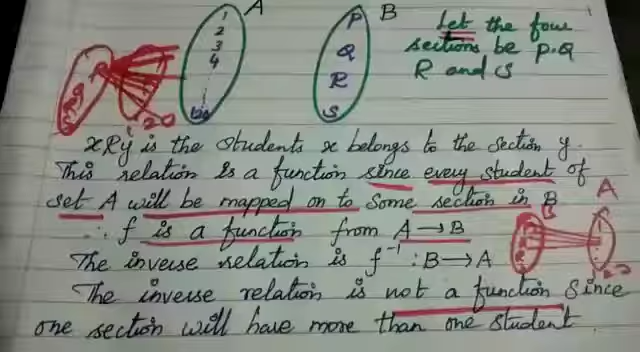 A
B
1
2
3
4
120
P
Q
R
S
Let the four
sections be P.Q
R and S
xRy is the students x belongs to the section y.
This relation is a function since every student of
set A will be mapped on to some section in B
∴ f is a function from A → B
The inverse relation is f⁻¹ : B → A
The inverse relation is not a function since
one section will have more than one student
B
A